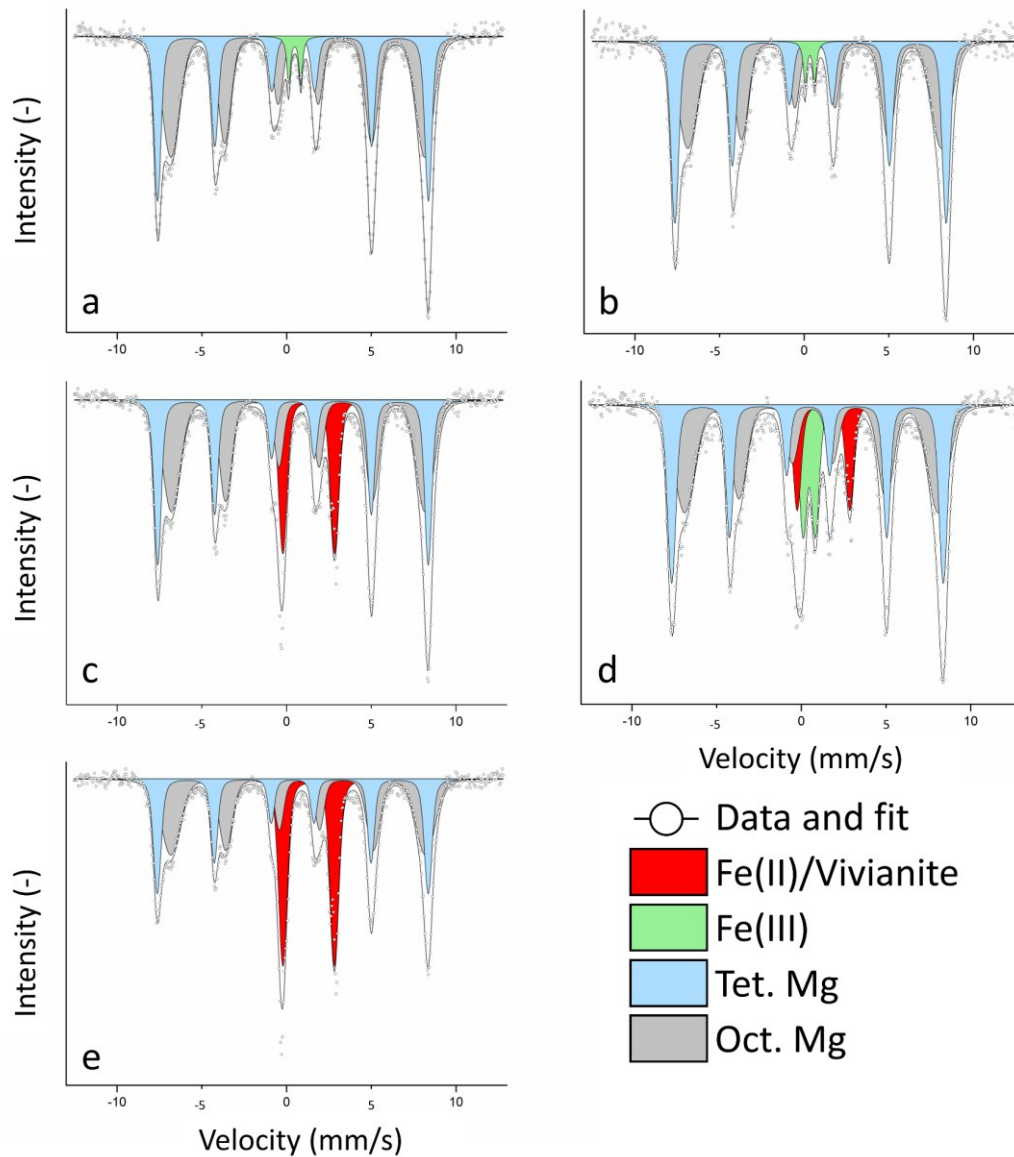 Intensity (-)
a
-10 -5 0 5 10
b
-10 -5 0 5 10
Intensity (-)
c
-10 -5 0 5 10
d
-10 -5 0 5 10
Velocity (mm/s)
Intensity (-)
e
-10 -5 0 5 10
Velocity (mm/s)
Data and fit
Fe(II)/Vivianite
Fe(III)
Tet. Mg
Oct. Mg